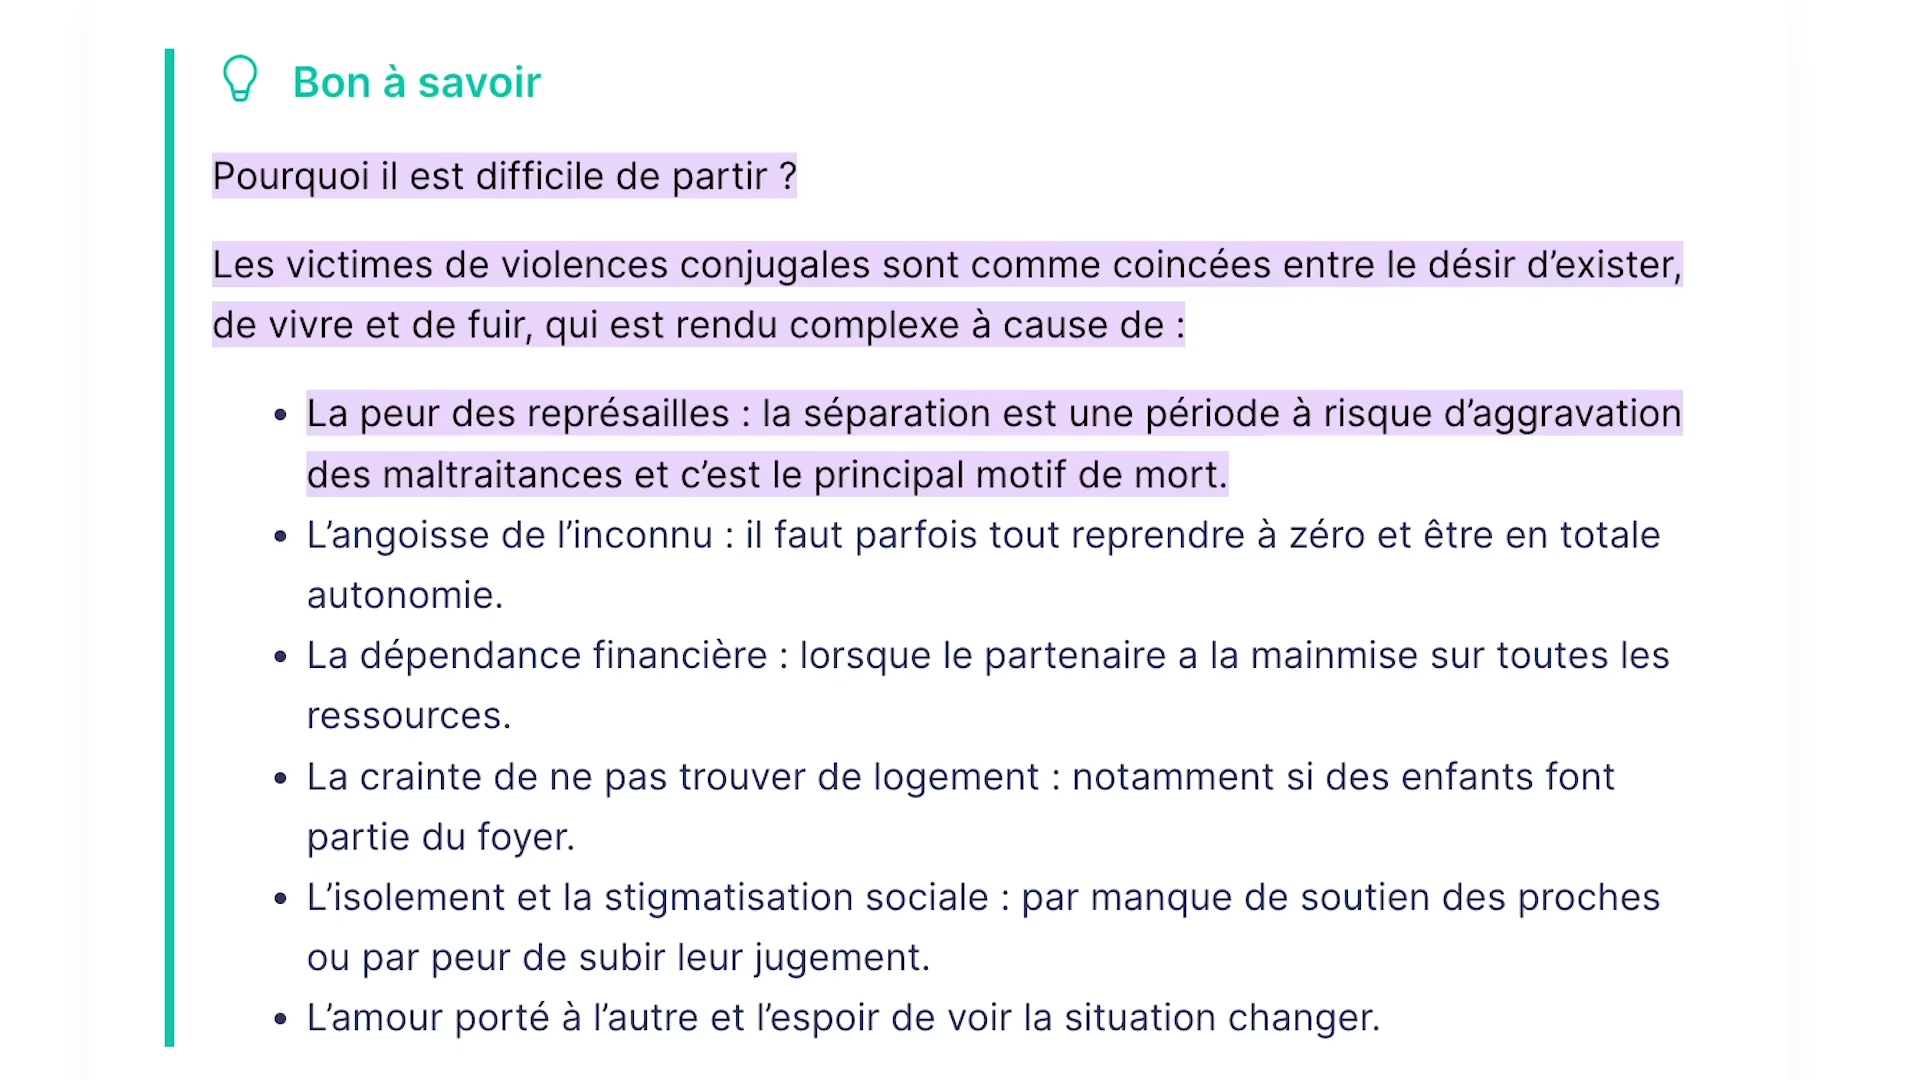 Bon à savoir
Pourquoi il est difficile de partir ?
Les victimes de violences conjugales sont comme coincées entre le désir d’exister,
de vivre et de fuir, qui est rendu complexe à cause de :
• La peur des représailles : la séparation est une période à risque d’aggravation
des maltraitances et c’est le principal motif de mort.
• L’angoisse de l’inconnu : il faut parfois tout reprendre à zéro et être en totale
autonomie.
• La dépendance financière : lorsque le partenaire a la mainmise sur toutes les
ressources.
• La crainte de ne pas trouver de logement : notamment si des enfants font
partie du foyer.
• L’isolement et la stigmatisation sociale : par manque de soutien des proches
ou par peur de subir leur jugement.
• L’amour porté à l’autre et l’espoir de voir la situation changer.